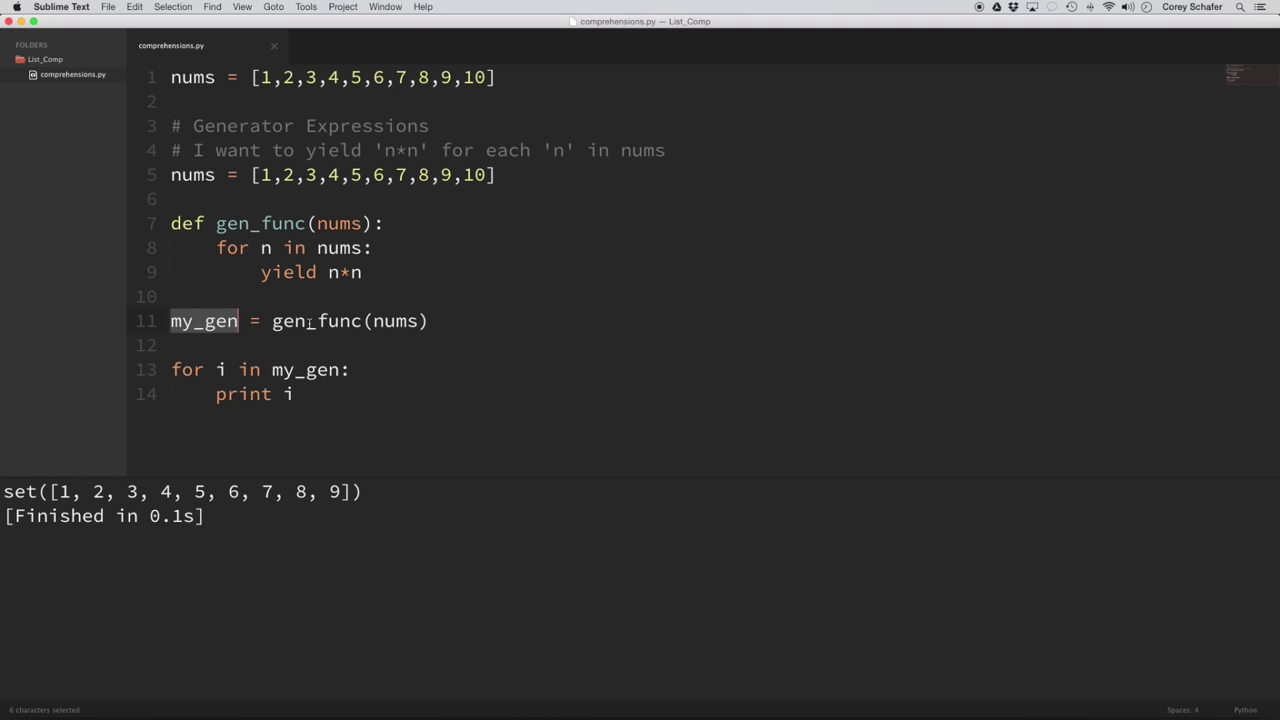 Sublime Text File Edit Selection Find View Goto Tools Project Window Help Corey Schafer
comprehensions.py — List_Comp
FOLDERS
List_Comp
comprehensions.py
comprehensions.py
1 nums = [1,2,3,4,5,6,7,8,9,10]
2
3 # Generator Expressions
4 # I want to yield 'n*n' for each 'n' in nums
5 nums = [1,2,3,4,5,6,7,8,9,10]
6
7 def gen_func(nums):
8 for n in nums:
9 yield n*n
10
11 my_gen = gen_func(nums)
12
13 for i in my_gen:
14 print i
set([1, 2, 3, 4, 5, 6, 7, 8, 9])
[Finished in 0.1s]
6 characters selected Spaces: 4 Python